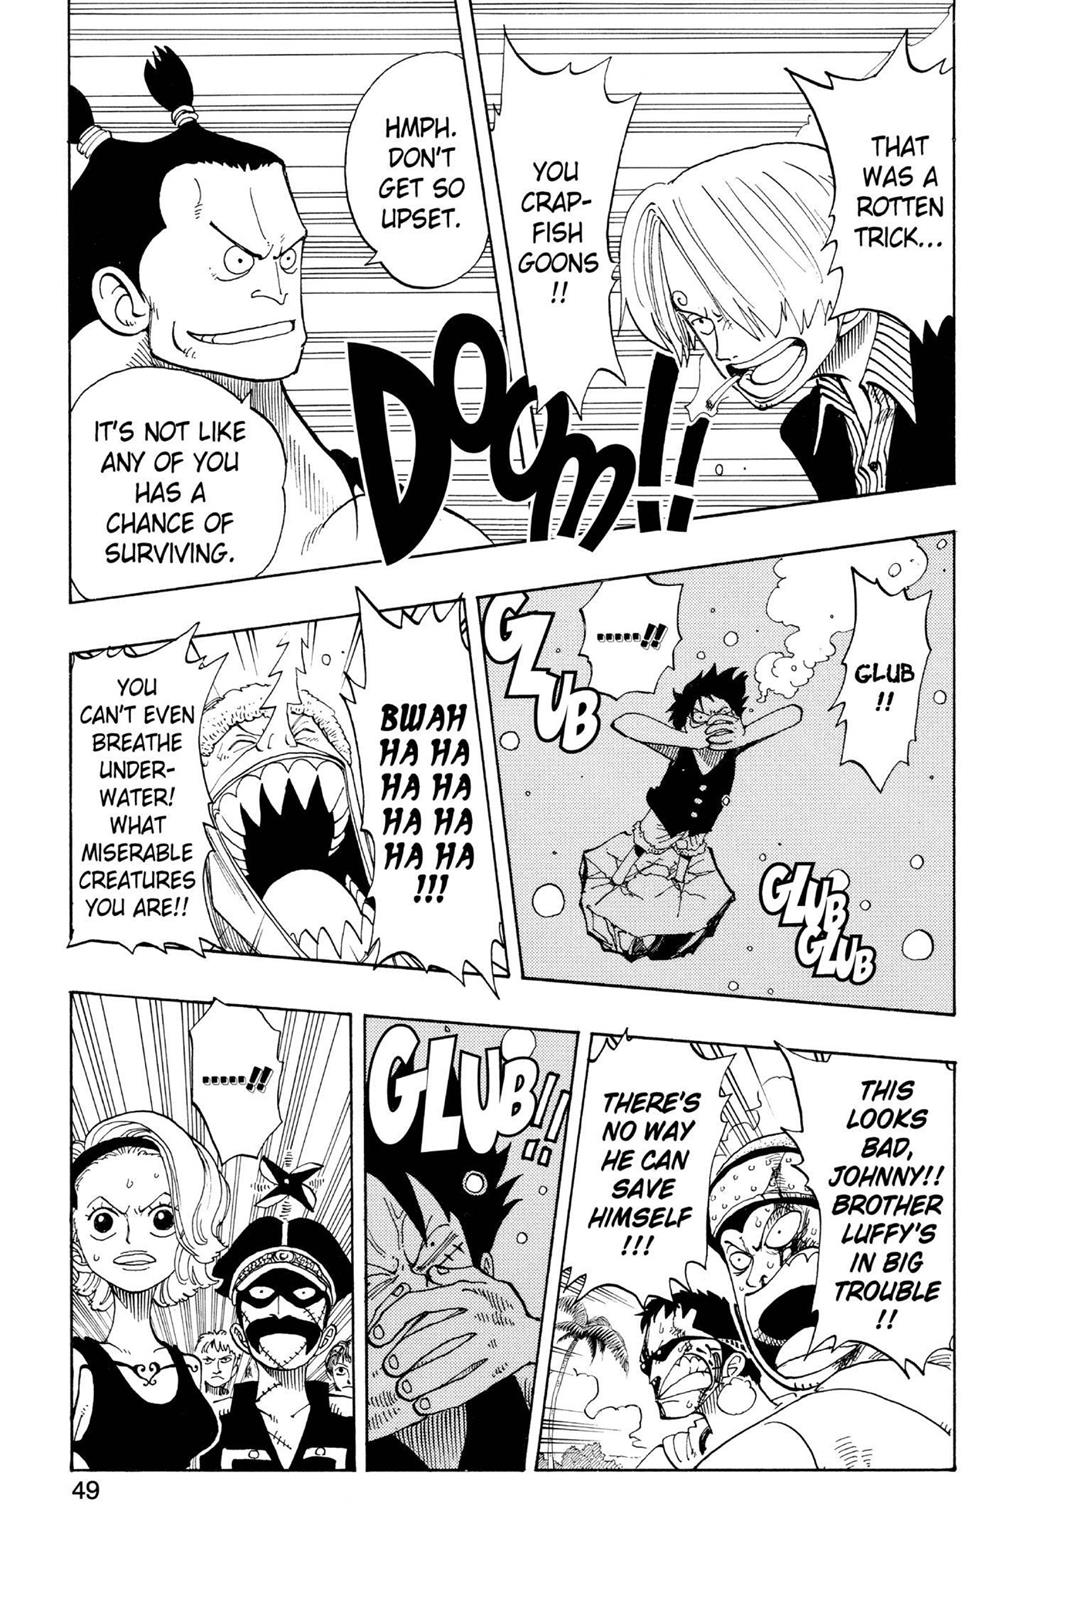 THAT
WAS A
ROTTEN
TRICK...
YOU
CRAP-
FISH
GOONS
!!
HMPH.
DON'T
GET SO
UPSET.
DOOM!!
IT'S NOT LIKE
ANY OF YOU
HAS A
CHANCE OF
SURVIVING.
GLUB
!!
......!!
GLUB
GLUB
GLUB
BWAH
HA HA
HA HA
HA HA
HA HA
!!!
YOU
CAN'T EVEN
BREATHE
UNDER-
WATER!
WHAT
MISERABLE
CREATURES
YOU ARE!!
THIS
LOOKS
BAD,
JOHNNY!!
BROTHER
LUFFY'S
IN BIG
TROUBLE
!!
THERE'S
NO WAY
HE CAN
SAVE
HIMSELF
!!!
GLUB!!
......!!
49